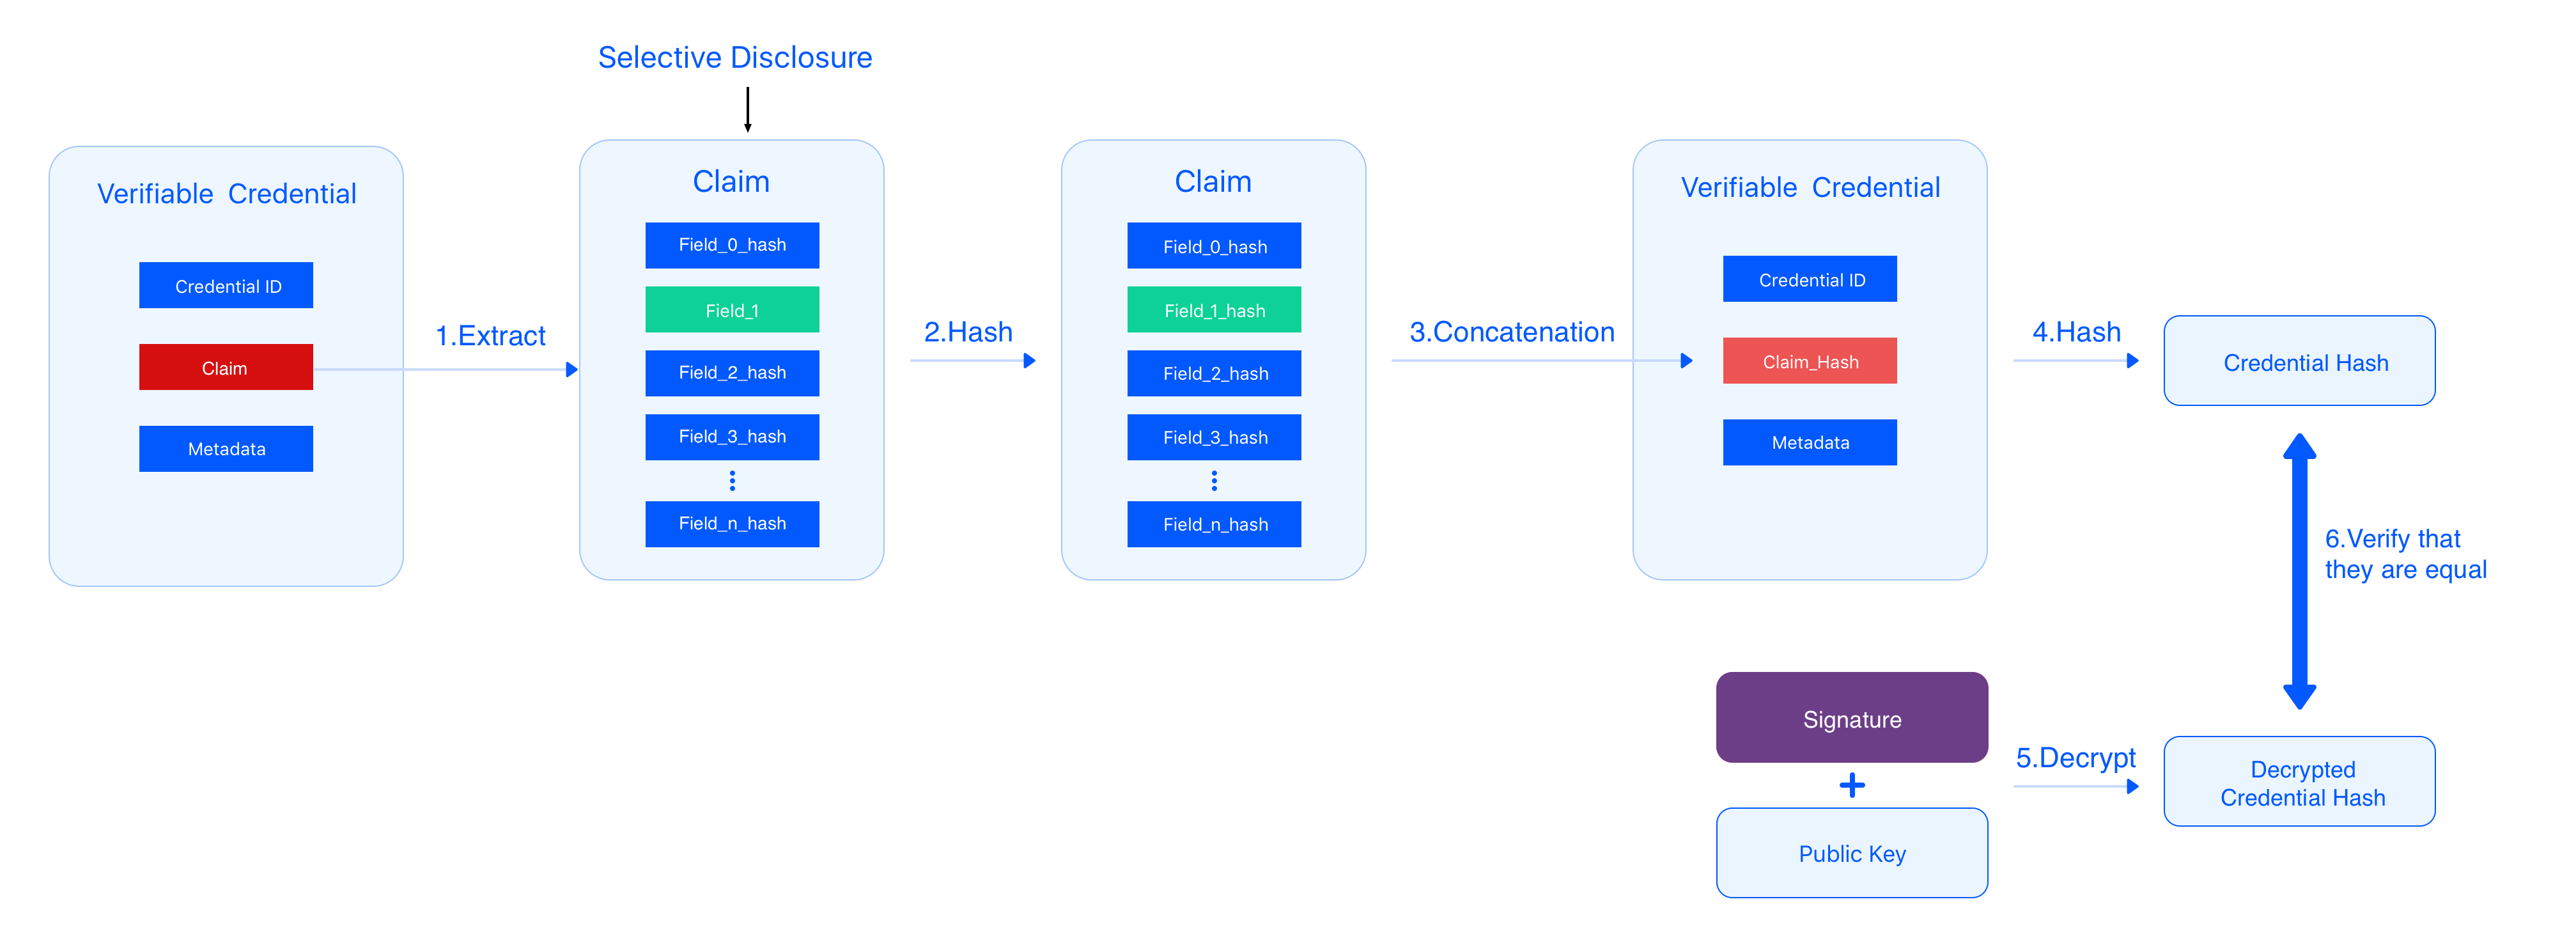 Selective Disclosure
Verifiable Credential
Credential ID
Claim
Metadata
1.Extract
Claim
Field_0_hash
Field_1
Field_2_hash
Field_3_hash
Field_n_hash
2.Hash
Claim
Field_0_hash
Field_1_hash
Field_2_hash
Field_3_hash
Field_n_hash
3.Concatenation
Verifiable Credential
Credential ID
Claim_Hash
Metadata
4.Hash
Credential Hash
6.Verify that
they are equal
Signature
+
Public Key
5.Decrypt
Decrypted
Credential Hash